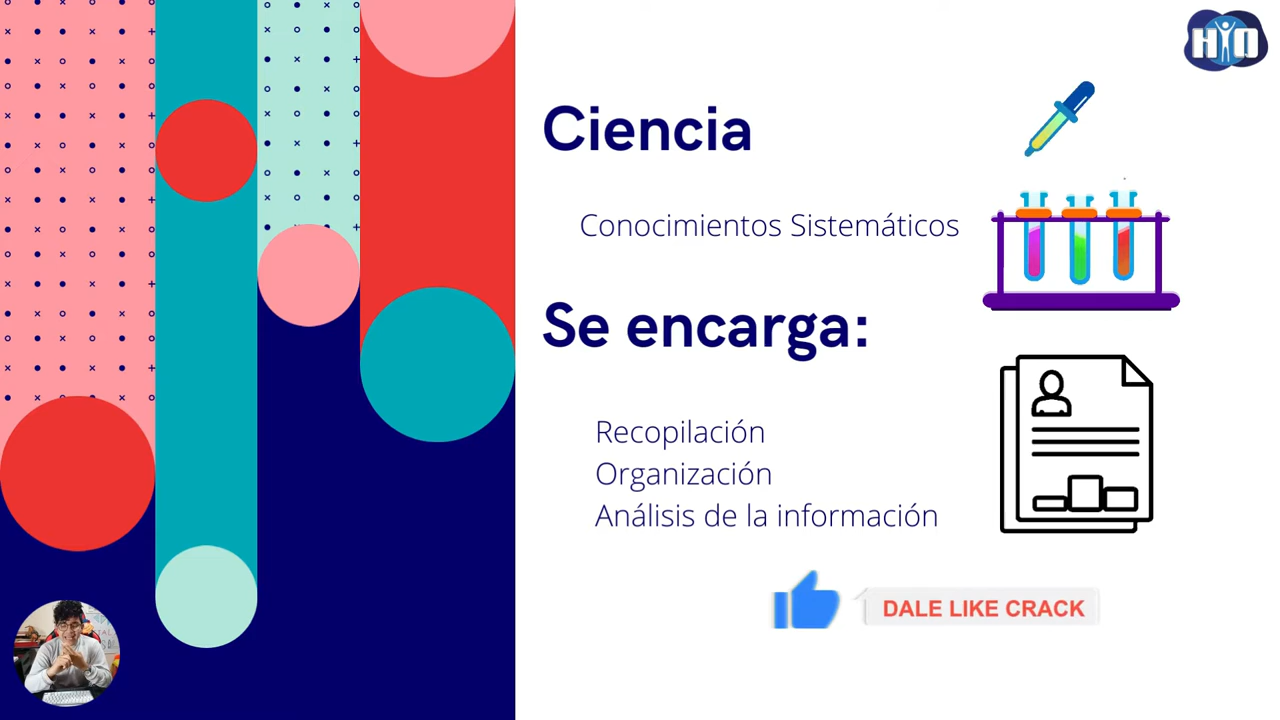 Ciencia
Conocimientos Sistemáticos
Se encarga:
Recopilación
Organización
Análisis de la información
DALE LIKE CRACK